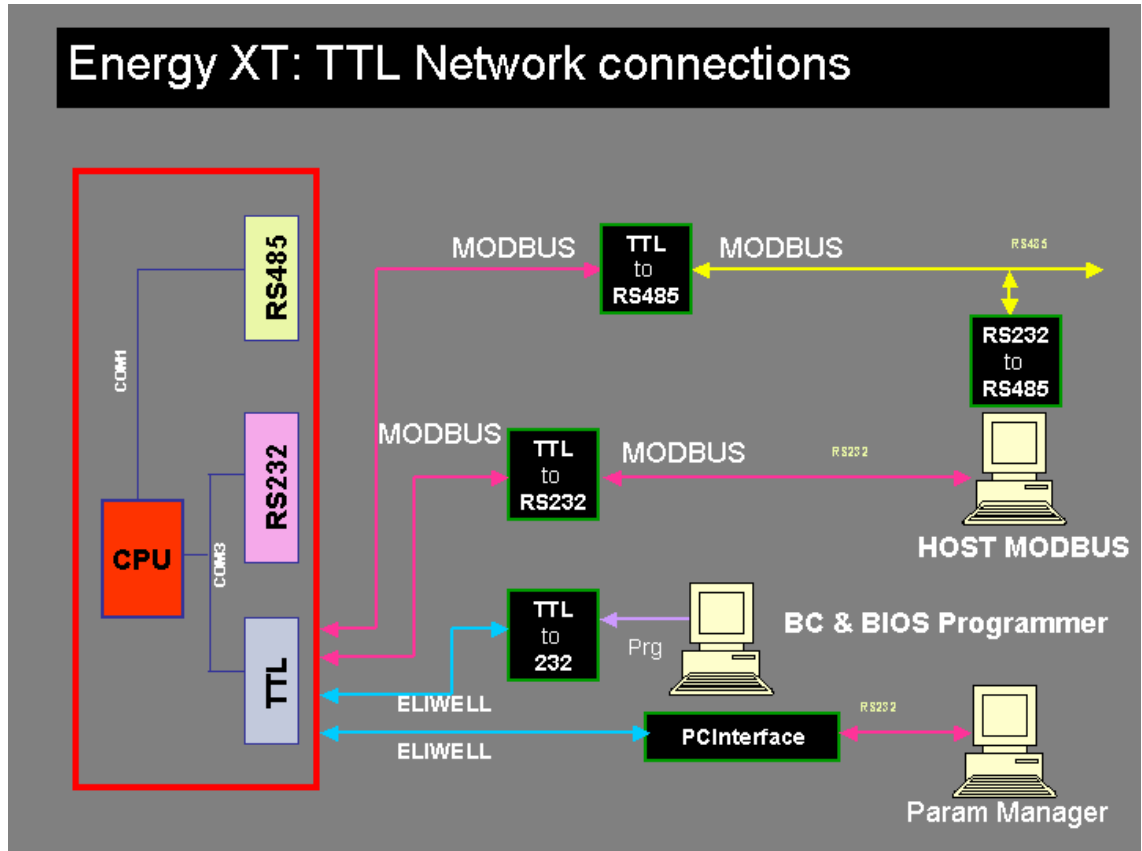 Energy XT: TTL Network connections
RS485
COM1
RS232
CPU
COM3
TTL
MODBUS
TTL
to
RS485
MODBUS
RS485
RS232
to
RS485
MODBUS
TTL
to
RS232
MODBUS
RS232
HOST MODBUS
TTL
to
232
Prg
BC & BIOS Programmer
ELIWELL
ELIWELL
PCInterface
RS232
Param Manager